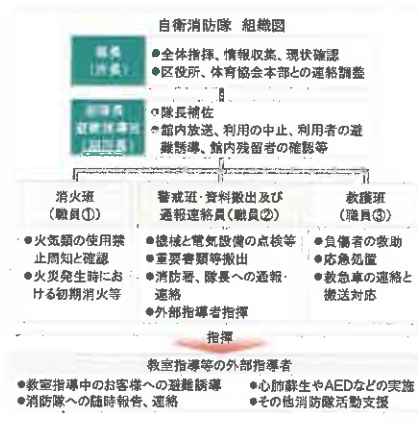 自衛消防隊 組織図
隊長
(所長)
●全体指揮、情報収集、現状確認
●区役所、体育協会本部との連絡調整
副隊長
避難指導班
(副所長)
●隊長補佐
●館内放送、利用の中止、利用者の避
難誘導、館内残留者の確認等
消火班
(職員①)
●火気類の使用禁
止周知と確認
●火災発生時にお
ける初期消火等
警戒班・資料搬出及び
通報連絡員(職員②)
●機械と電気設備の点検等
●重要書類等搬出
●消防署、隊長への通報・
連絡
●外部指導者指揮
救護班
(職員③)
●負傷者の救助
●応急処置
●救急車の連絡と
搬送対応
指揮
教室指導等の外部指導者
●教室指導中のお客様への避難誘導
●消防隊への随時報告、連絡
●心肺蘇生やAEDなどの実施
●その他消防隊活動支援